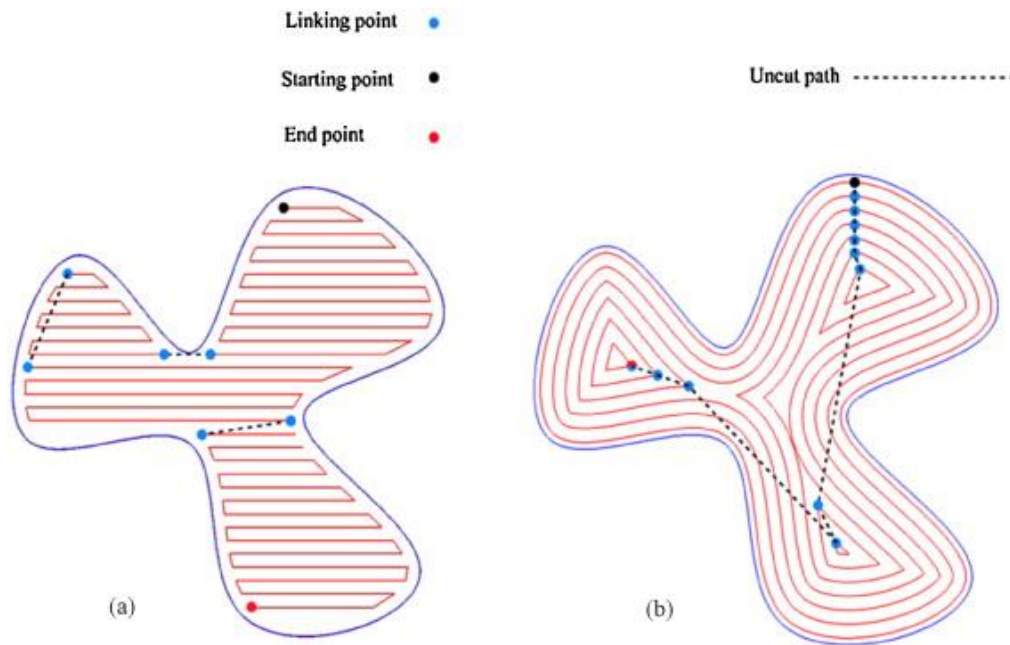 Linking point
Starting point
End point
Uncut path
(a)
(b)